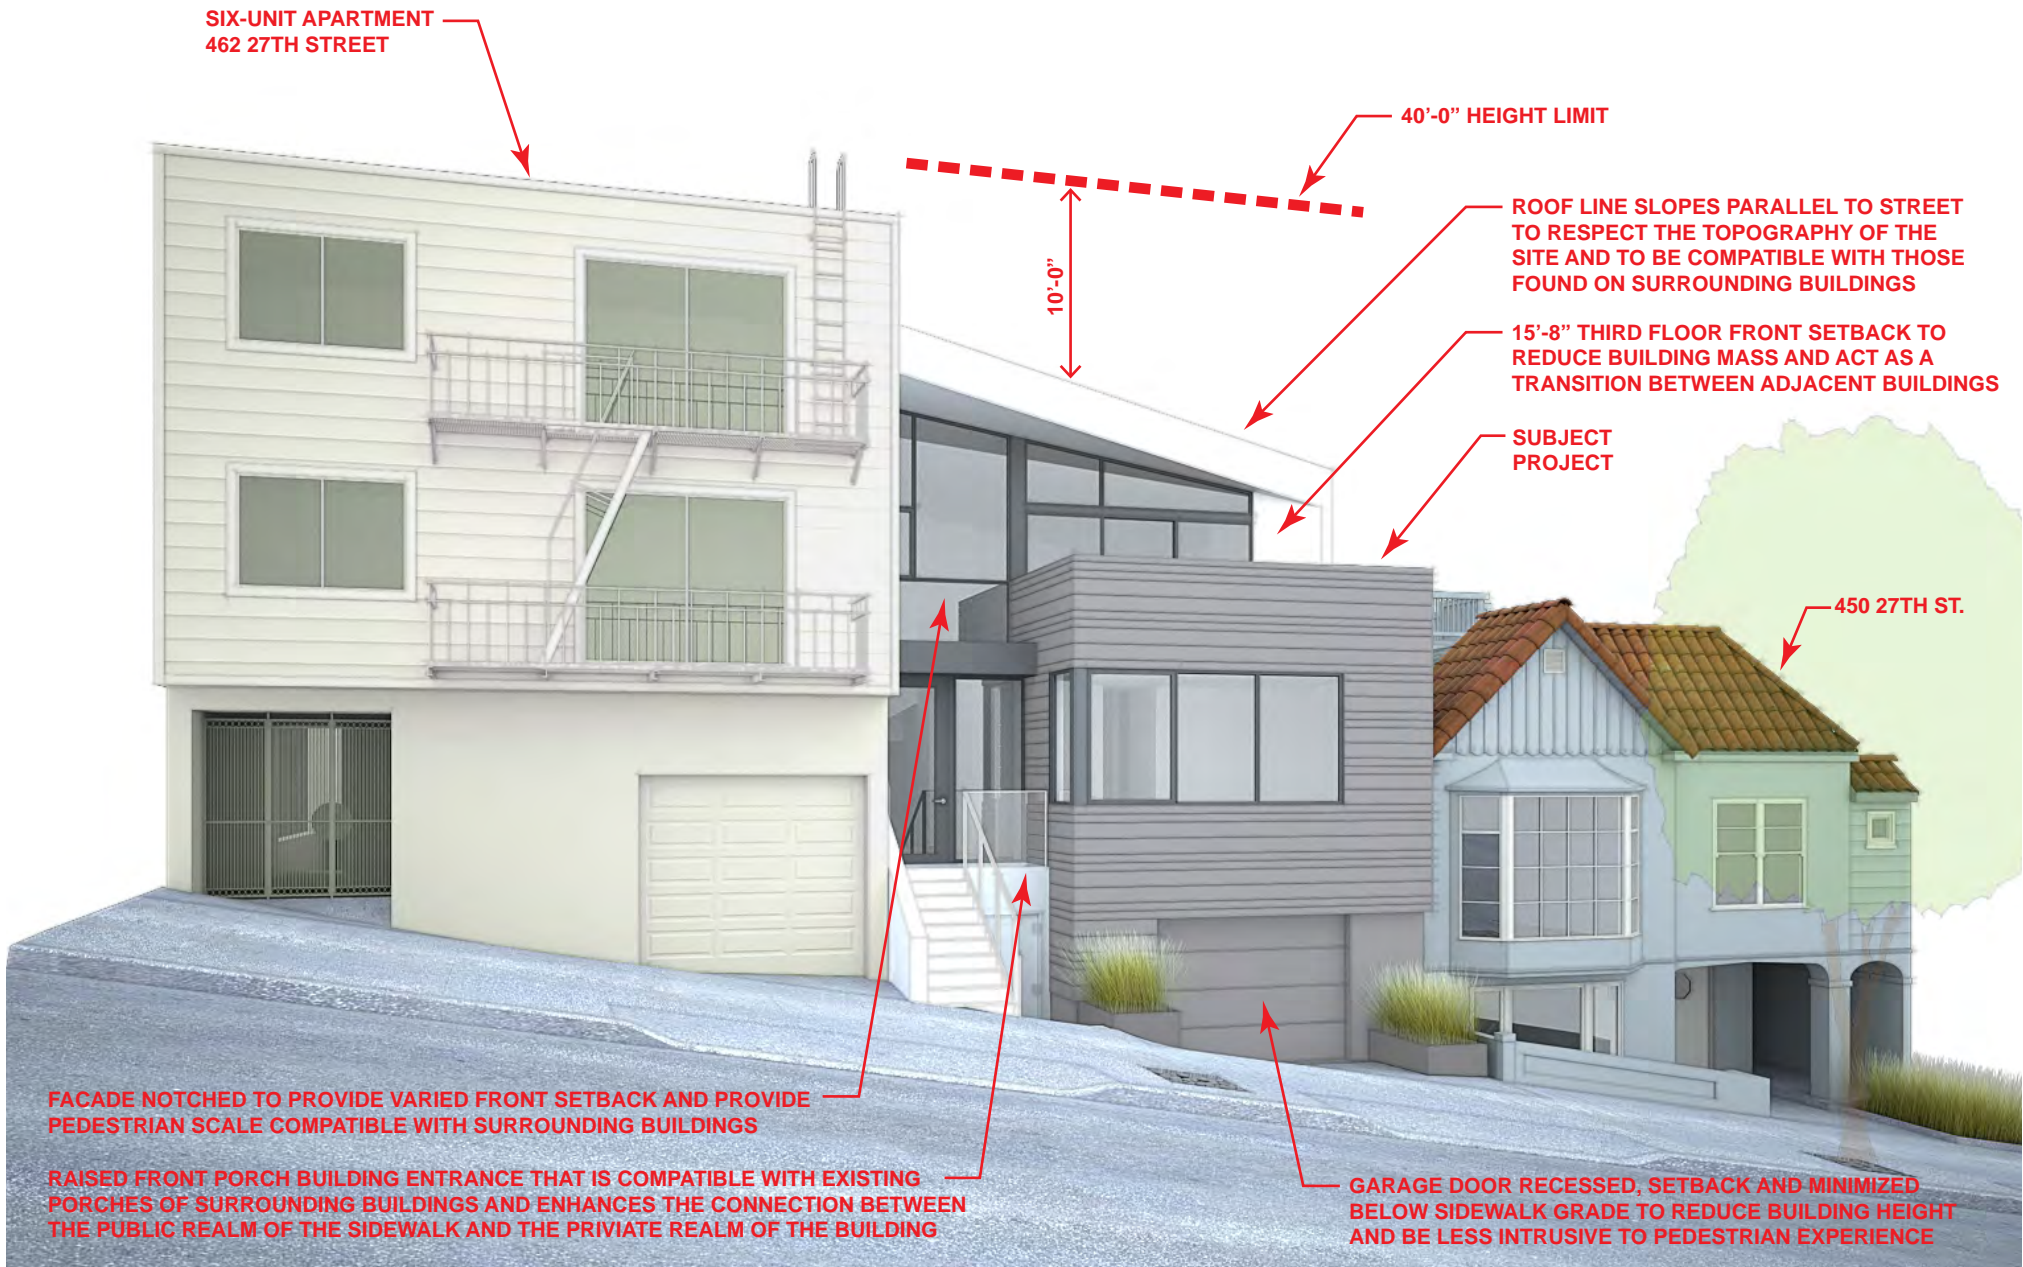 SIX-UNIT APARTMENT
462 27TH STREET
40’-0” HEIGHT LIMIT
ROOF LINE SLOPES PARALLEL TO STREET
TO RESPECT THE TOPOGRAPHY OF THE
SITE AND TO BE COMPATIBLE WITH THOSE
FOUND ON SURROUNDING BUILDINGS
10’-0”
15’-8” THIRD FLOOR FRONT SETBACK TO
REDUCE BUILDING MASS AND ACT AS A
TRANSITION BETWEEN ADJACENT BUILDINGS
SUBJECT
PROJECT
450 27TH ST.
FACADE NOTCHED TO PROVIDE VARIED FRONT SETBACK AND PROVIDE
PEDESTRIAN SCALE COMPATIBLE WITH SURROUNDING BUILDINGS
RAISED FRONT PORCH BUILDING ENTRANCE THAT IS COMPATIBLE WITH EXISTING
PORCHES OF SURROUNDING BUILDINGS AND ENHANCES THE CONNECTION BETWEEN
THE PUBLIC REALM OF THE SIDEWALK AND THE PRIVIATE REALM OF THE BUILDING
GARAGE DOOR RECESSED, SETBACK AND MINIMIZED
BELOW SIDEWALK GRADE TO REDUCE BUILDING HEIGHT
AND BE LESS INTRUSIVE TO PEDESTRIAN EXPERIENCE